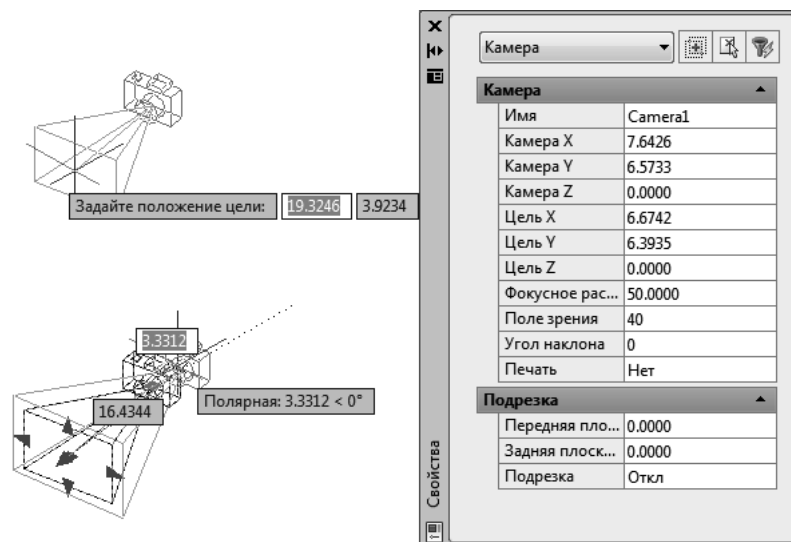 Задайте положение цели: 19.3246 3.9234
3.3312
16.4344
Полярная: 3.3312 < 0°
Камера
Камера
Имя Camera1
Камера X 7.6426
Камера Y 6.5733
Камера Z 0.0000
Цель X 6.6742
Цель Y 6.3935
Цель Z 0.0000
Фокусное рас... 50.0000
Поле зрения 40
Угол наклона 0
Печать Нет
Подрезка
Передняя пло... 0.0000
Задняя плоск... 0.0000
Подрезка Откл
Свойства